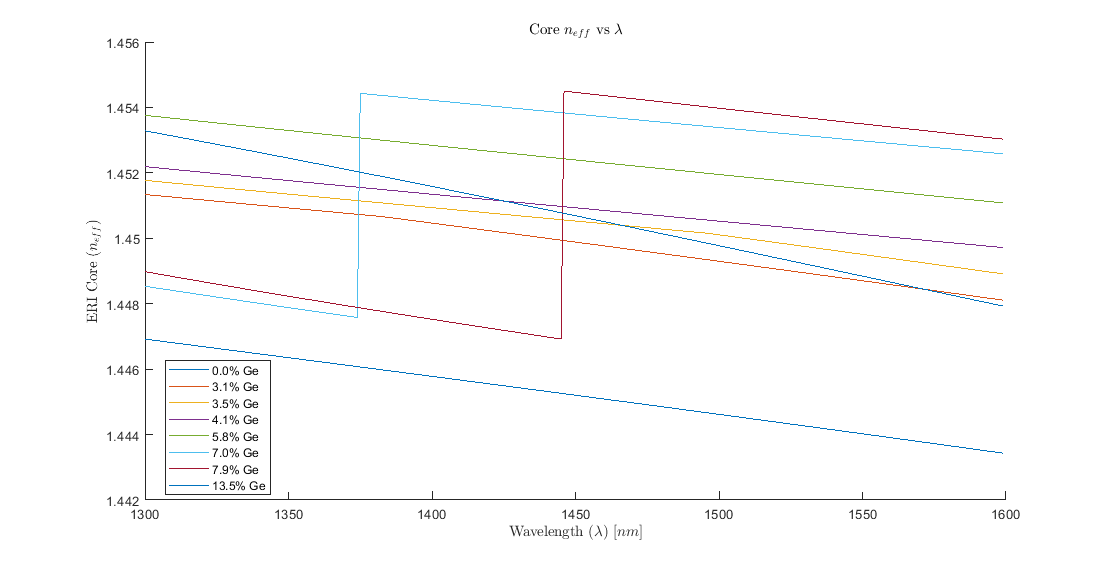 Core n_eff vs λ
1.456
1.454
1.452
1.45
1.448
1.446
1.444
1.442
ERI Core (n_eff)
0.0% Ge
3.1% Ge
3.5% Ge
4.1% Ge
5.8% Ge
7.0% Ge
7.9% Ge
13.5% Ge
1300 1350 1400 1450 1500 1550 1600
Wavelength (λ) [nm]